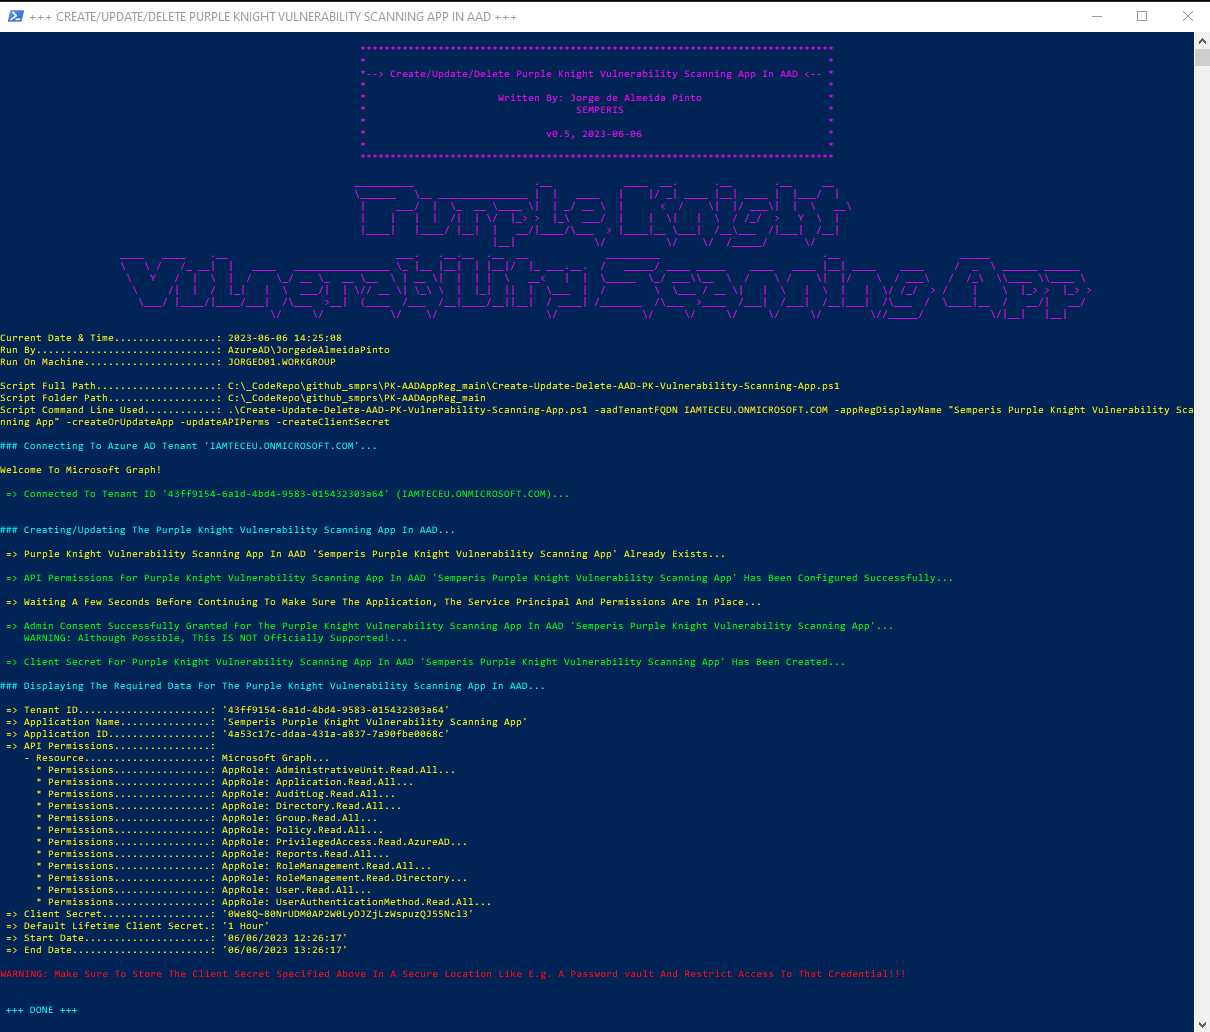 +++ CREATE/UPDATE/DELETE PURPLE KNIGHT VULNERABILITY SCANNING APP IN AAD +++
*******************************************************************************
* *
*--> Create/Update/Delete Purple Knight Vulnerability Scanning App In AAD <-- *
* *
* Written By: Jorge de Almeida Pinto *
* SEMPERIS *
* *
* v0.5, 2023-06-06 *
* *
*******************************************************************************
Purple Knight
Vulnerability Scanning App
Current Date & Time.................: 2023-06-06 14:25:08
Run By..............................: AzureAD\JorgedeAlmeidaPinto
Run On Machine......................: JORGED01.WORKGROUP
Script Full Path....................: C:\_CodeRepo\github_smprs\PK-AADAppReg_main\Create-Update-Delete-AAD-PK-Vulnerability-Scanning-App.ps1
Script Folder Path..................: C:\_CodeRepo\github_smprs\PK-AADAppReg_main
Script Command Line Used............: .\Create-Update-Delete-AAD-PK-Vulnerability-Scanning-App.ps1 -aadTenantFQDN IAMTECEU.ONMICROSOFT.COM -appRegDisplayName "Semperis Purple Knight Vulnerability Sca
nning App" -createOrUpdateApp -updateAPIPerms -createClientSecret
### Connecting To Azure AD Tenant 'IAMTECEU.ONMICROSOFT.COM'...
Welcome To Microsoft Graph!
=> Connected To Tenant ID '43ff9154-6a1d-4bd4-9583-015432303a64' (IAMTECEU.ONMICROSOFT.COM)...
### Creating/Updating The Purple Knight Vulnerability Scanning App In AAD...
=> Purple Knight Vulnerability Scanning App In AAD 'Semperis Purple Knight Vulnerability Scanning App' Already Exists...
=> API Permissions For Purple Knight Vulnerability Scanning App In AAD 'Semperis Purple Knight Vulnerability Scanning App' Has Been Configured Successfully...
=> Waiting A Few Seconds Before Continuing To Make Sure The Application, The Service Principal And Permissions Are In Place...
=> Admin Consent Successfully Granted For The Purple Knight Vulnerability Scanning App In AAD 'Semperis Purple Knight Vulnerability Scanning App'...
WARNING: Although Possible, This IS NOT Officially Supported!...
=> Client Secret For Purple Knight Vulnerability Scanning App In AAD 'Semperis Purple Knight Vulnerability Scanning App' Has Been Created...
### Displaying The Required Data For The Purple Knight Vulnerability Scanning App In AAD...
=> Tenant ID......................: '43ff9154-6a1d-4bd4-9583-015432303a64'
=> Application Name...............: 'Semperis Purple Knight Vulnerability Scanning App'
=> Application ID.................: '4a53c17c-ddaa-431a-a837-7a90fbe0068c'
=> API Permissions................:
- Resource.....................: Microsoft Graph...
* Permissions................: AppRole: AdministrativeUnit.Read.All...
* Permissions................: AppRole: Application.Read.All...
* Permissions................: AppRole: AuditLog.Read.All...
* Permissions................: AppRole: Directory.Read.All...
* Permissions................: AppRole: Group.Read.All...
* Permissions................: AppRole: Policy.Read.All...
* Permissions................: AppRole: PrivilegedAccess.Read.AzureAD...
* Permissions................: AppRole: Reports.Read.All...
* Permissions................: AppRole: RoleManagement.Read.All...
* Permissions................: AppRole: RoleManagement.Read.Directory...
* Permissions................: AppRole: User.Read.All...
* Permissions................: AppRole: UserAuthenticationMethod.Read.All...
=> Client Secret..................: '0We8Q~80NrUDM0AP2W0LyDJZjLzWspuzQJ55Ncl3'
=> Default Lifetime Client Secret.: '1 Hour'
=> Start Date.....................: '06/06/2023 12:26:17'
=> End Date.......................: '06/06/2023 13:26:17'
WARNING: Make Sure To Store The Client Secret Specified Above In A Secure Location Like E.g. A Password vault And Restrict Access To That Credential!!!
+++ DONE +++